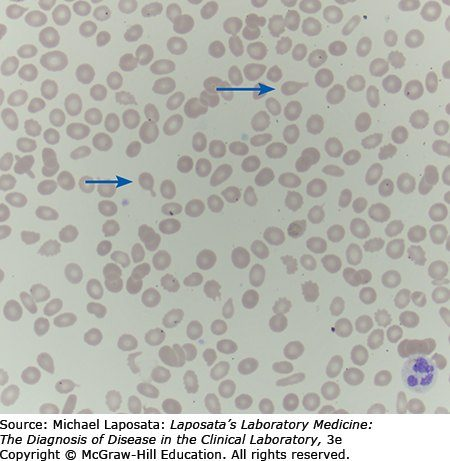 Source: Michael Laposata: Laposata's Laboratory Medicine:
The Diagnosis of Disease in the Clinical Laboratory, 3e
Copyright © McGraw-Hill Education. All rights reserved.